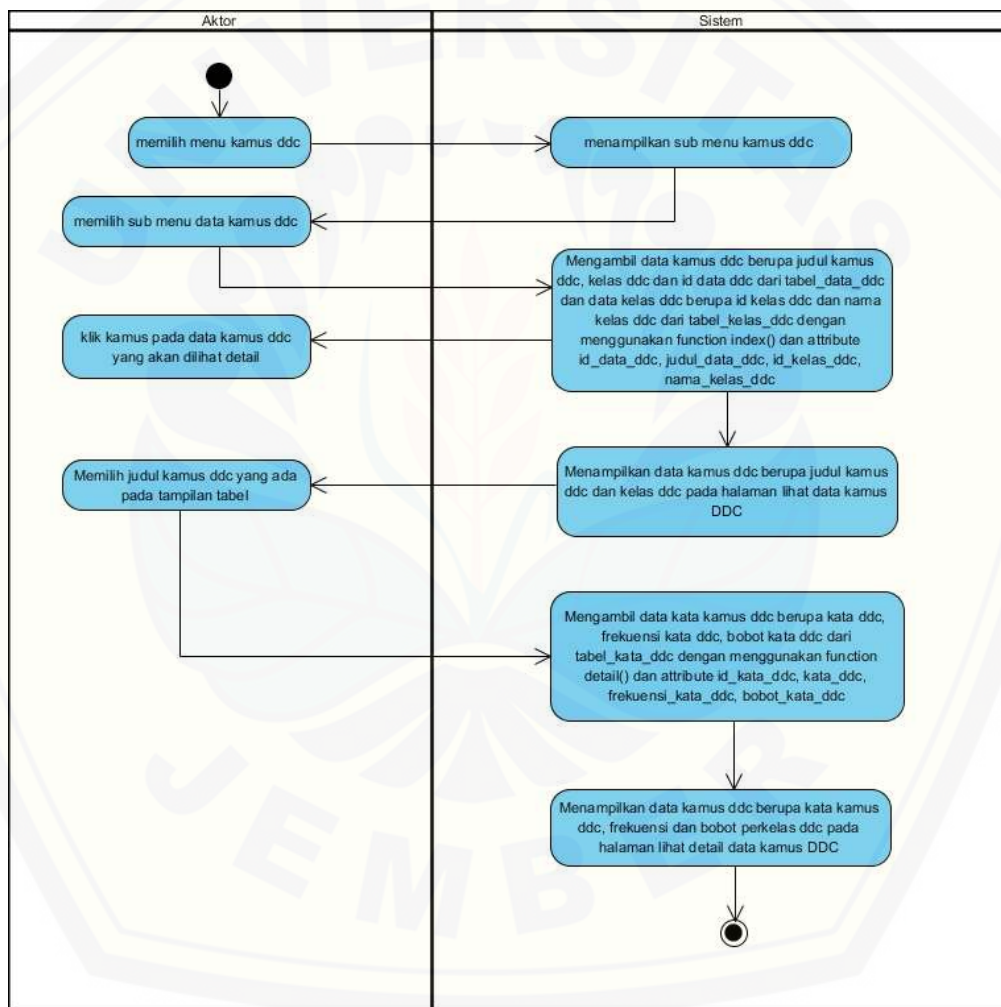 Aktor
Sistem
memilih menu kamus ddc
menampilkan sub menu kamus ddc
memilih sub menu data kamus ddc
Mengambil data kamus ddc berupa judul kamus
ddc, kelas ddc dan id data ddc dari tabel_data_ddc
dan data kelas ddc berupa id kelas ddc dan nama
kelas ddc dari tabel_kelas_ddc dengan
menggunakan function index() dan attribute
id_data_ddc, judul_data_ddc, id_kelas_ddc,
nama_kelas_ddc
klik kamus pada data kamus ddc
yang akan dilihat detail
Menampilkan data kamus ddc berupa judul kamus
ddc dan kelas ddc pada halaman lihat data kamus
DDC
Memilih judul kamus ddc yang ada
pada tampilan tabel
Mengambil data kata kamus ddc berupa kata ddc,
frekuensi kata ddc, bobot kata ddc dari
tabel_kata_ddc dengan menggunakan function
detail() dan attribute id_kata_ddc, kata_ddc,
frekuensi_kata_ddc, bobot_kata_ddc
Menampilkan data kamus ddc berupa kata kamus
ddc, frekuensi dan bobot perkelas ddc pada
halaman lihat detail data kamus DDC
UNIVERSITAS
JEMBER